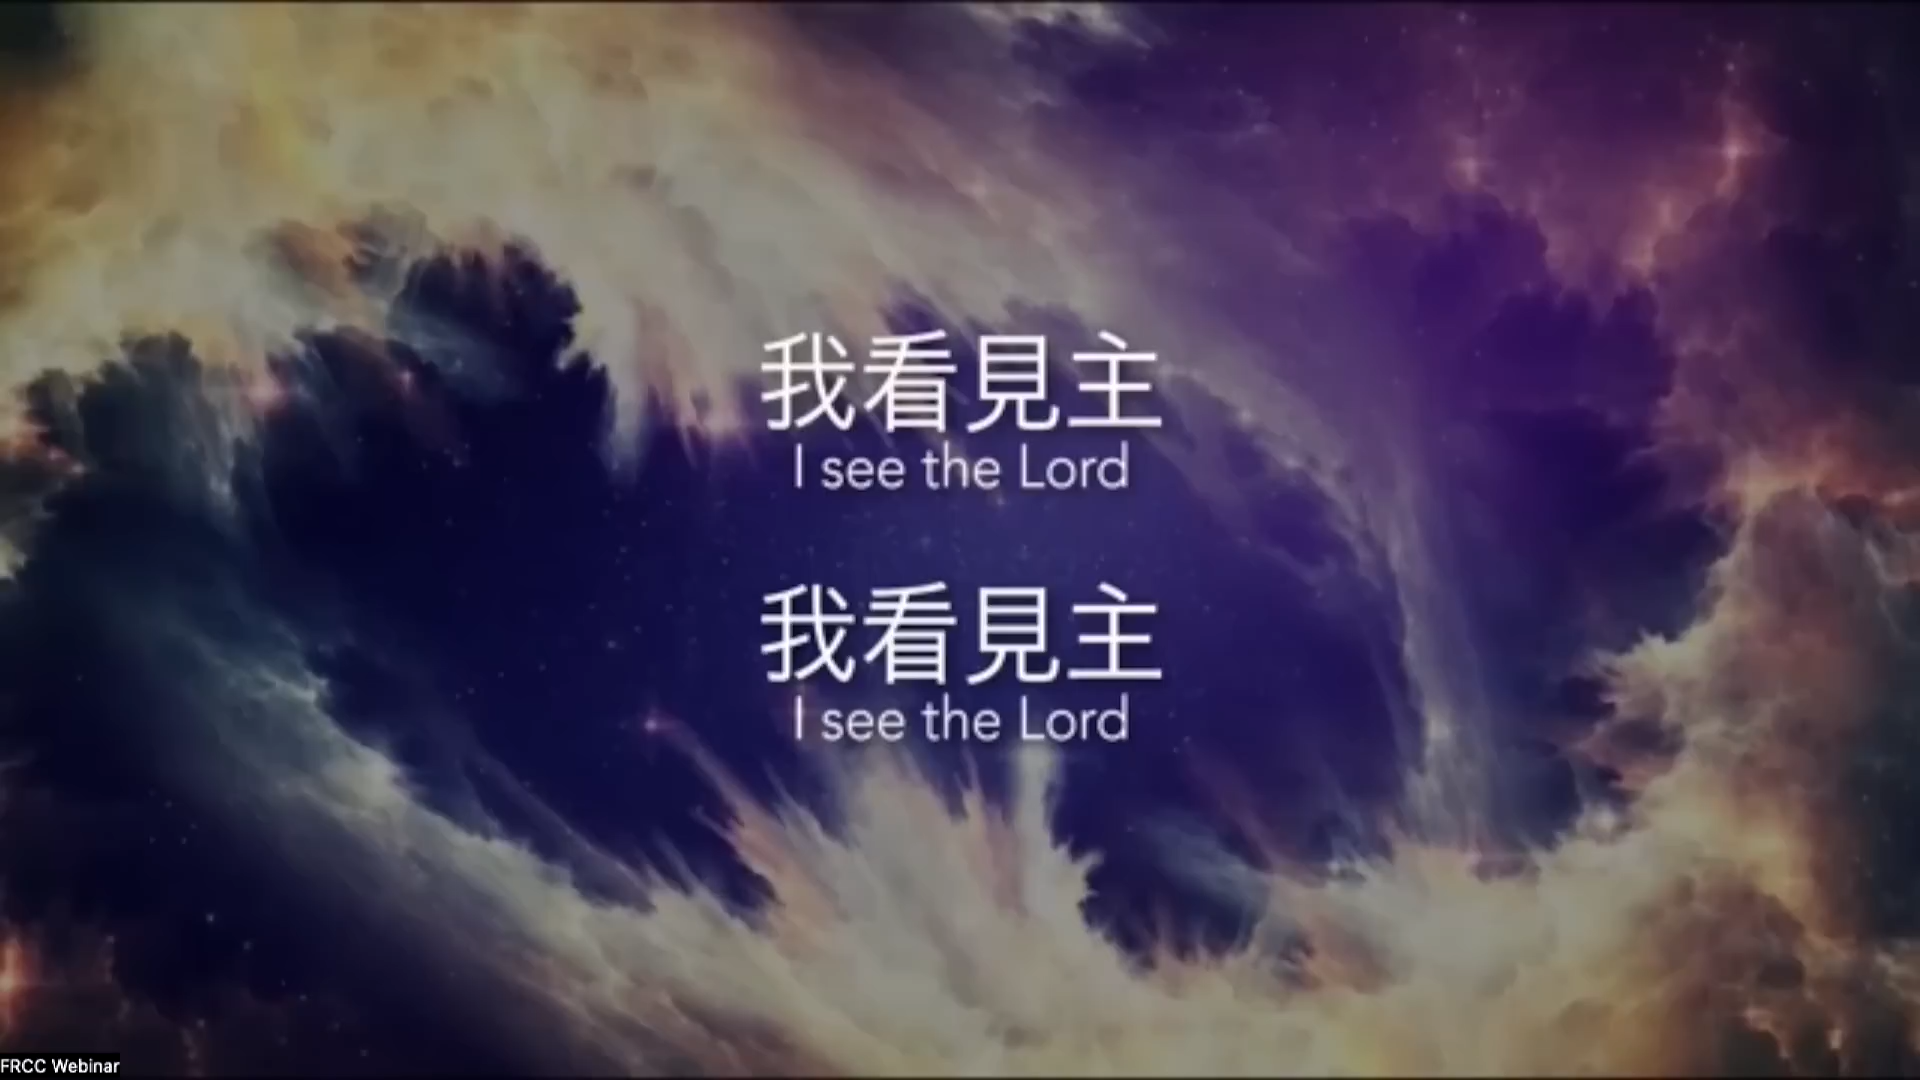 我看見主
I see the Lord
我看見主
I see the Lord
FRCC Webinar